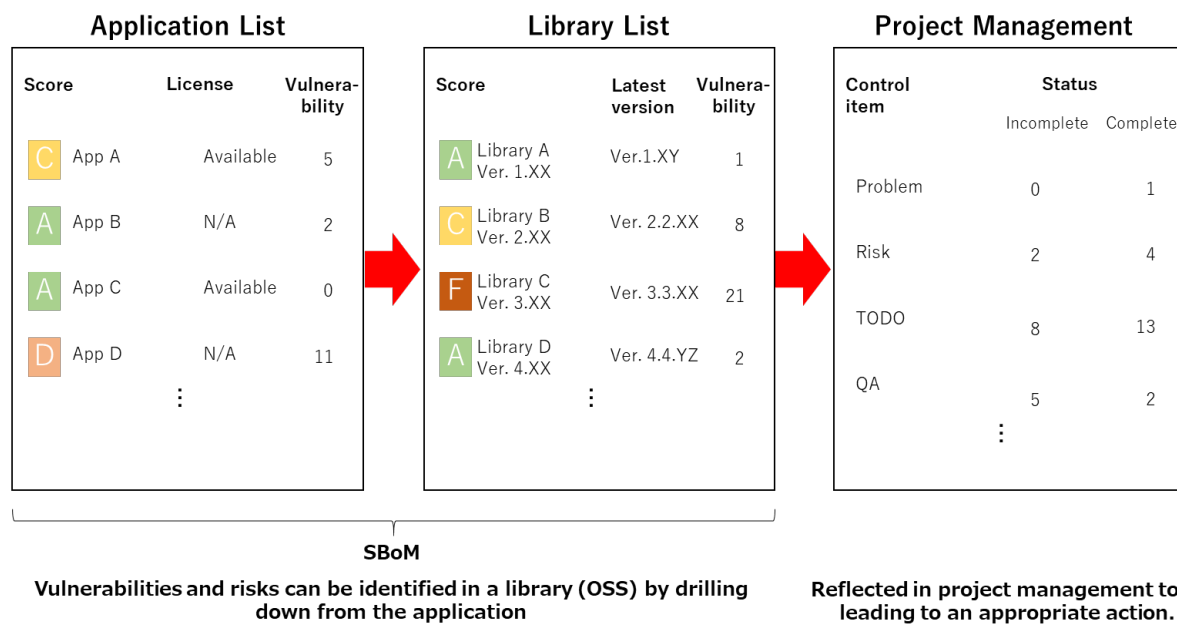 Application List
Score License Vulnera-
bility
C App A Available 5
A App B N/A 2
A App C Available 0
D App D N/A 11
⋮
Library List
Score Latest
version Vulnera-
bility
A Library A
Ver. 1.XX Ver.1.XY 1
C Library B
Ver. 2.XX Ver. 2.2.XX 8
F Library C
Ver. 3.XX Ver. 3.3.XX 21
A Library D
Ver. 4.XX Ver. 4.4.YZ 2
⋮
Project Management
Control
item Status
Incomplete Complete
Problem 0 1
Risk 2 4
TODO 8 13
QA 5 2
⋮
SBoM
Vulnerabilities and risks can be identified in a library (OSS) by drilling
down from the application
Reflected in project management to
leading to an appropriate action.